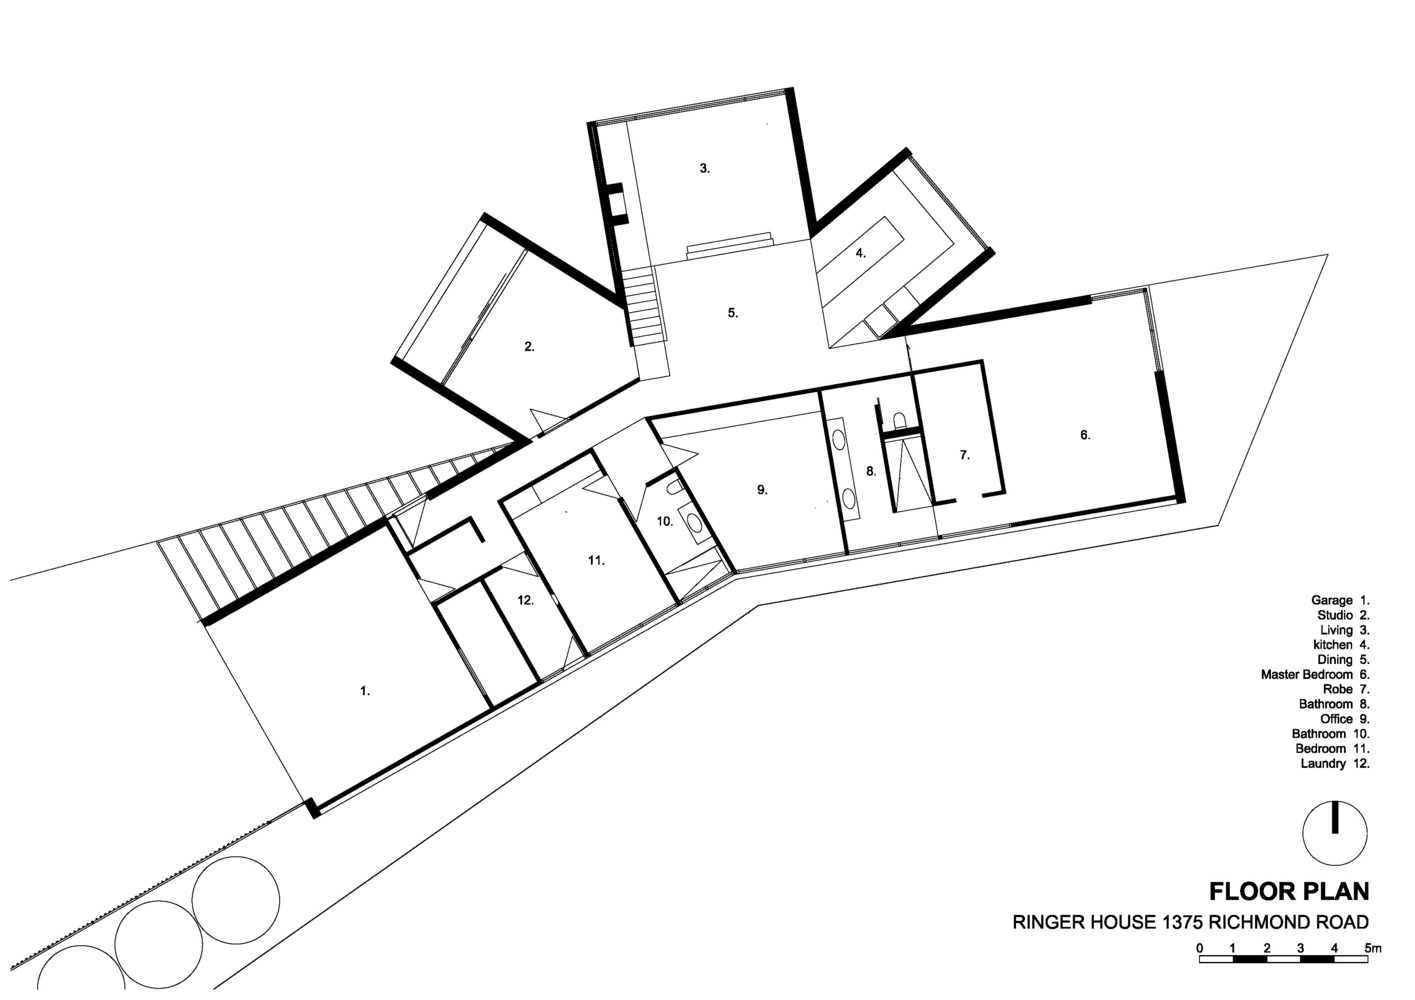 3.
4.
5.
2.
6.
7.
8.
9.
10.
11.
12.
1.
Garage 1.
Studio 2.
Living 3.
kitchen 4.
Dining 5.
Master Bedroom 6.
Robe 7.
Bathroom 8.
Office 9.
Bathroom 10.
Bedroom 11.
Laundry 12.
FLOOR PLAN
RINGER HOUSE 1375 RICHMOND ROAD
0 1 2 3 4 5m